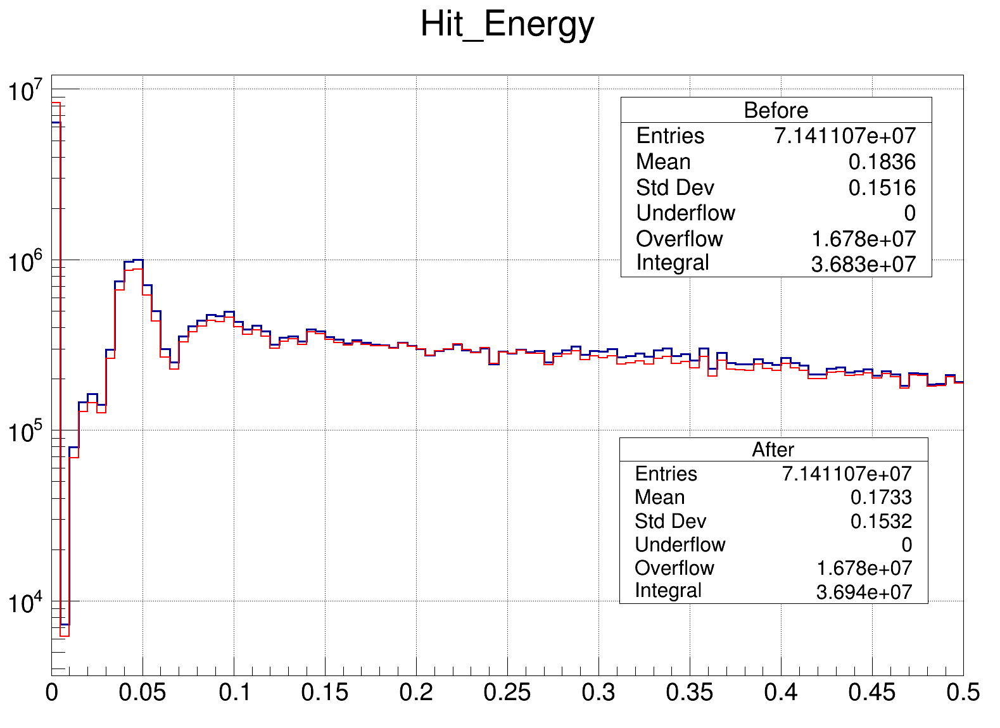 Hit_Energy
10^7
10^6
10^5
10^4
Before
Entries 7.141107e+07
Mean 0.1836
Std Dev 0.1516
Underflow 0
Overflow 1.678e+07
Integral 3.683e+07
After
Entries 7.141107e+07
Mean 0.1733
Std Dev 0.1532
Underflow 0
Overflow 1.678e+07
Integral 3.694e+07
0 0.05 0.1 0.15 0.2 0.25 0.3 0.35 0.4 0.45 0.5